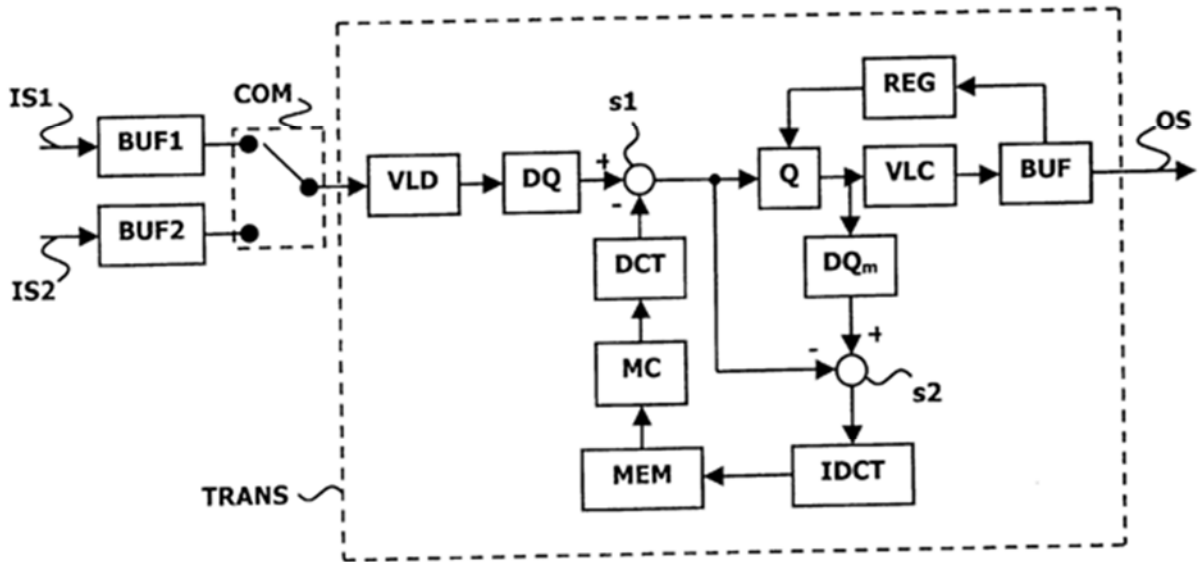 IS1
BUF1
COM
IS2
BUF2
VLD
DQ
+
-
s1
DCT
MC
MEM
TRANS
REG
Q
VLC
BUF
OS
DQm
+
-
s2
IDCT